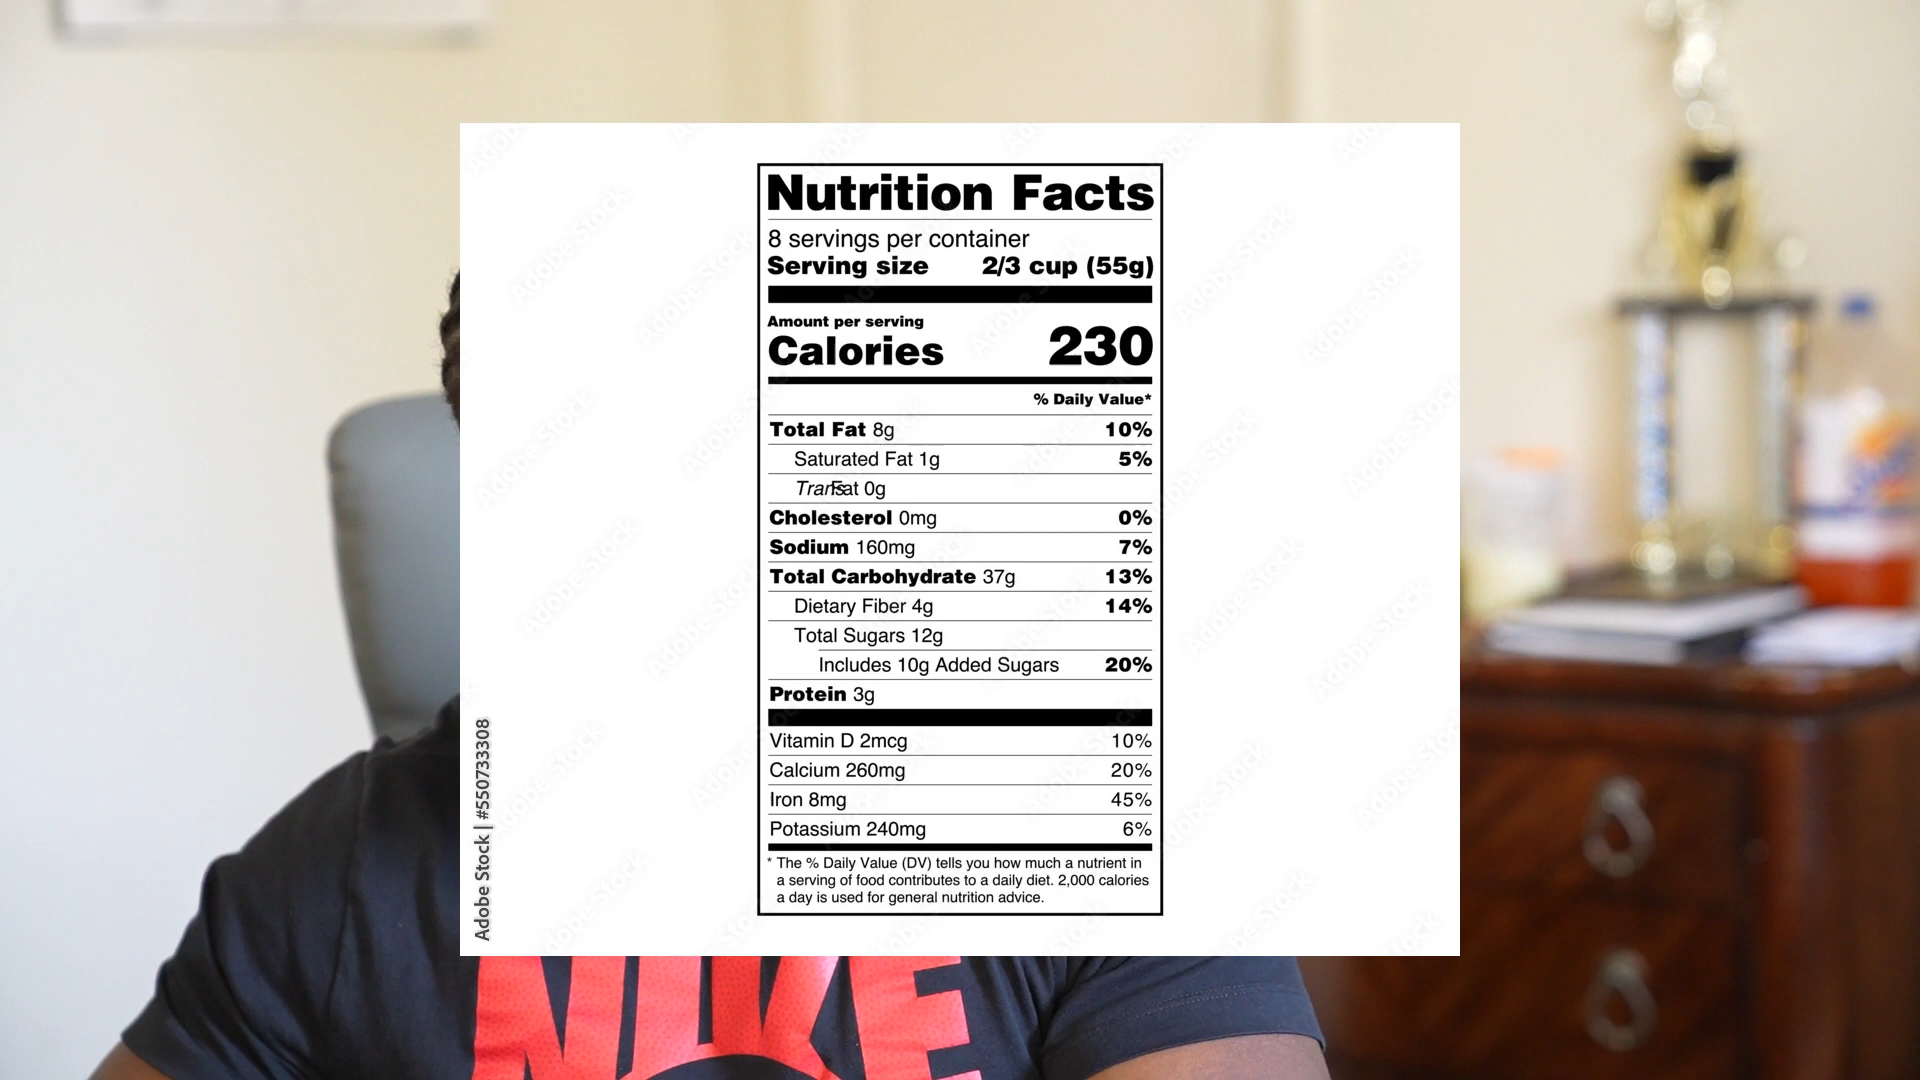 Nutrition Facts
8 servings per container
Serving size 2/3 cup (55g)
Amount per serving
Calories 230
% Daily Value*
Total Fat 8g 10%
Saturated Fat 1g 5%
Trans Fat 0g
Cholesterol 0mg 0%
Sodium 160mg 7%
Total Carbohydrate 37g 13%
Dietary Fiber 4g 14%
Total Sugars 12g
Includes 10g Added Sugars 20%
Protein 3g
Vitamin D 2mcg 10%
Calcium 260mg 20%
Iron 8mg 45%
Potassium 240mg 6%
* The % Daily Value (DV) tells you how much a nutrient in
a serving of food contributes to a daily diet. 2,000 calories
a day is used for general nutrition advice.
Adobe Stock | #550733308
NIKE